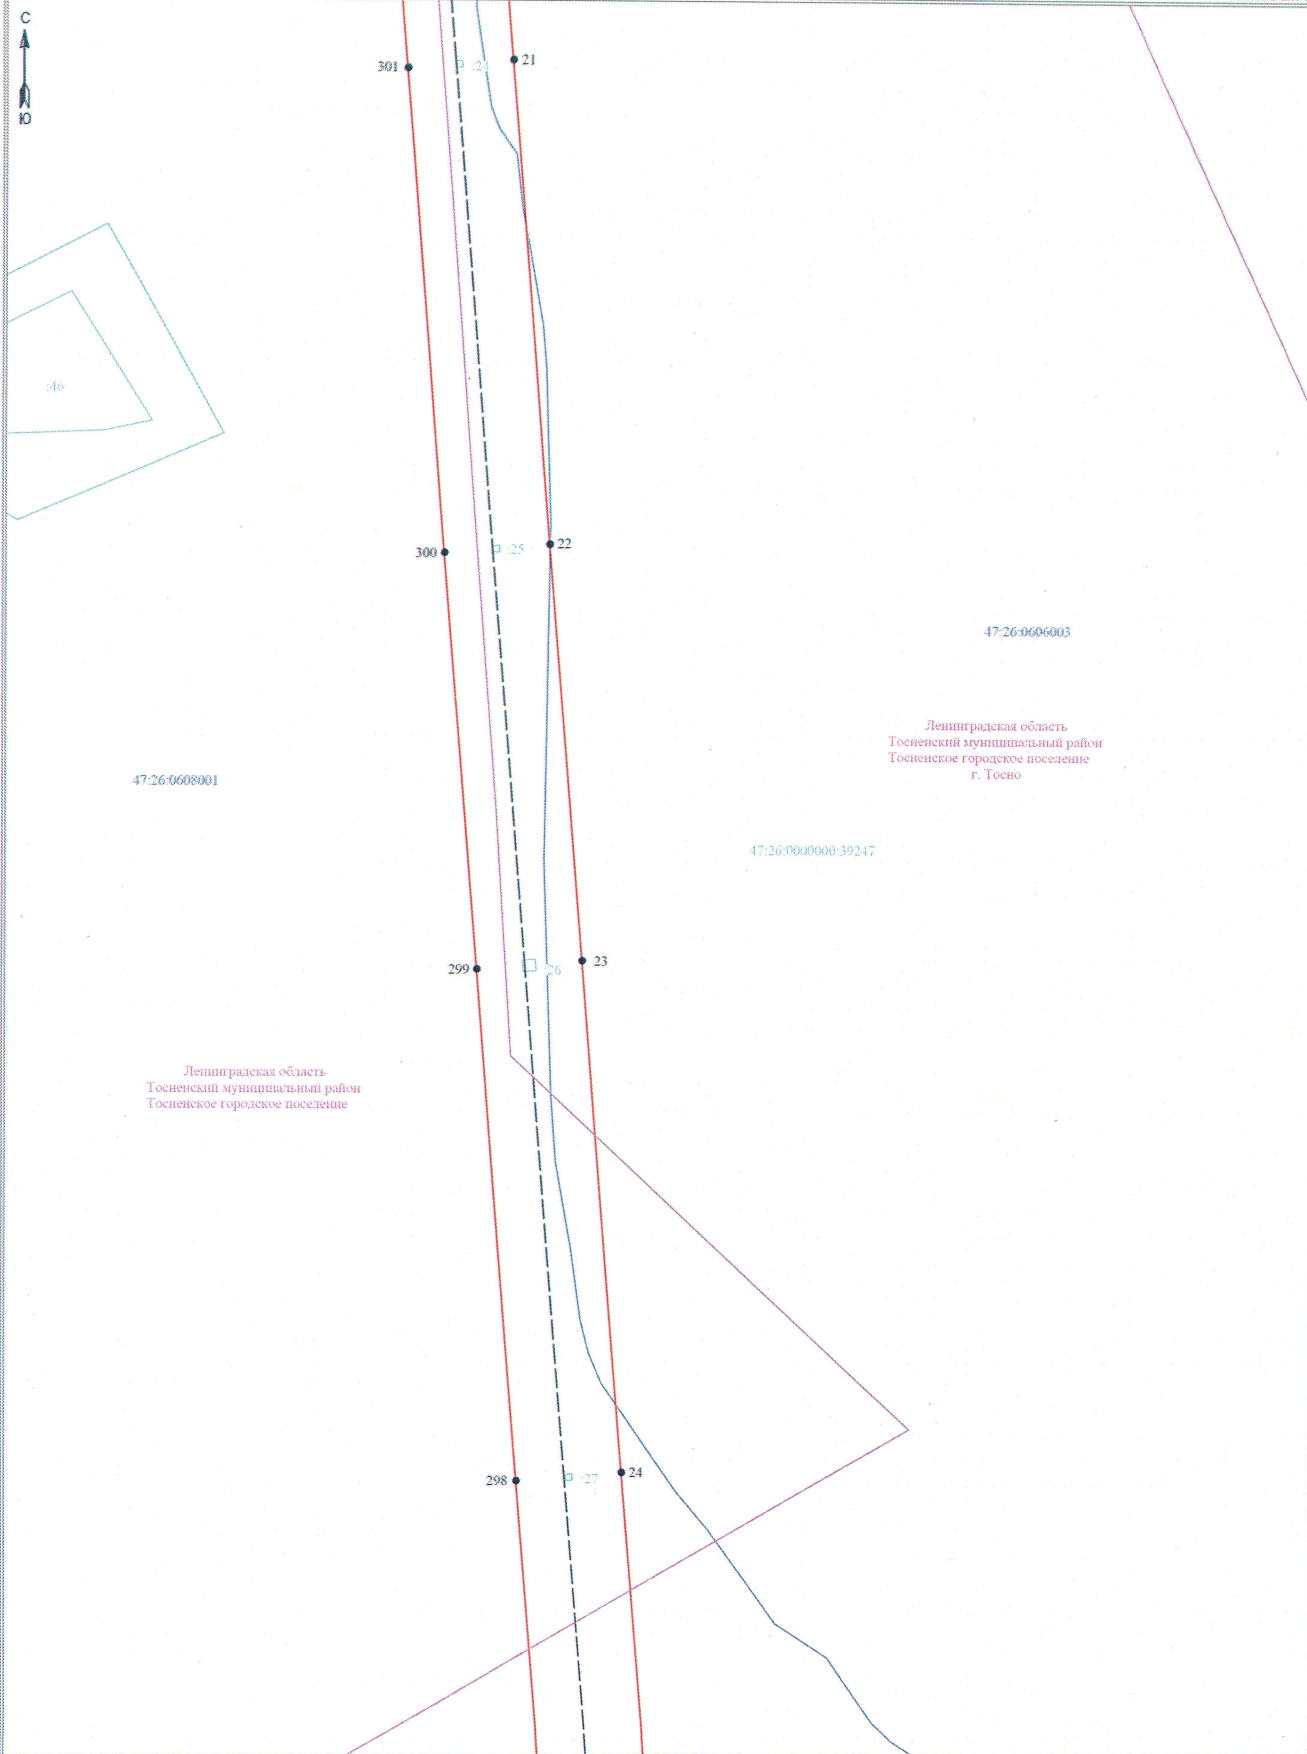 С
Ю
301
:24
21
:46
300
:25
22
47:26:0606003
Ленинградская область
Тосненский муниципальный район
Тосненское городское поселение
г. Тосно
47:26:0608001
47:26:0000000:39247
299
:26
23
Ленинградская область
Тосненский муниципальный район
Тосненское городское поселение
298
:27
24